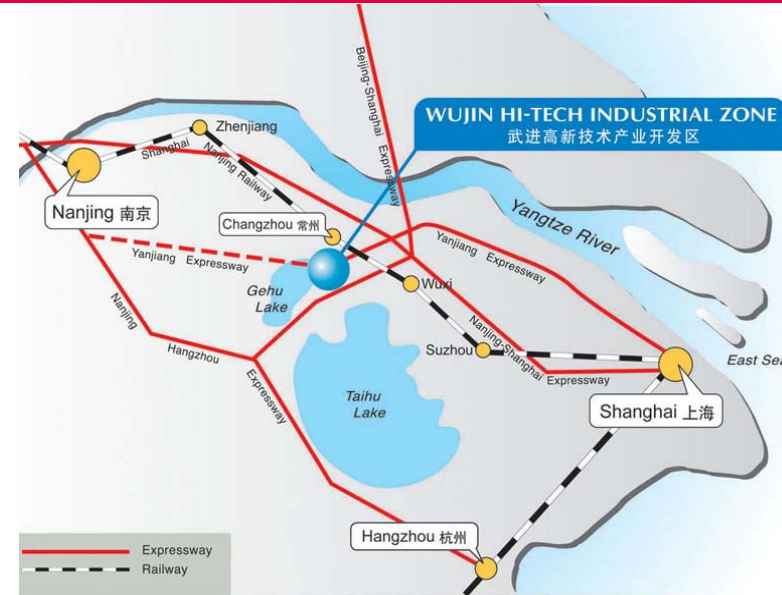 Beijing-Shanghai Expressway
WUJIN HI-TECH INDUSTRIAL ZONE
武进高新技术产业开发区
Zhenjiang
Shanghai Nanjing Railway
Nanjing 南京
Changzhou 常州
Yangtze River
Yanjiang Expressway
Yanjiang Expressway
Gehu
Lake
Wuxi
Nanjing
Hangzhou
Expressway
Suzhou
Nanjing-Shanghai
Expressway
East Sea
Taihu
Lake
Shanghai 上海
Hangzhou 杭州
Expressway
Railway